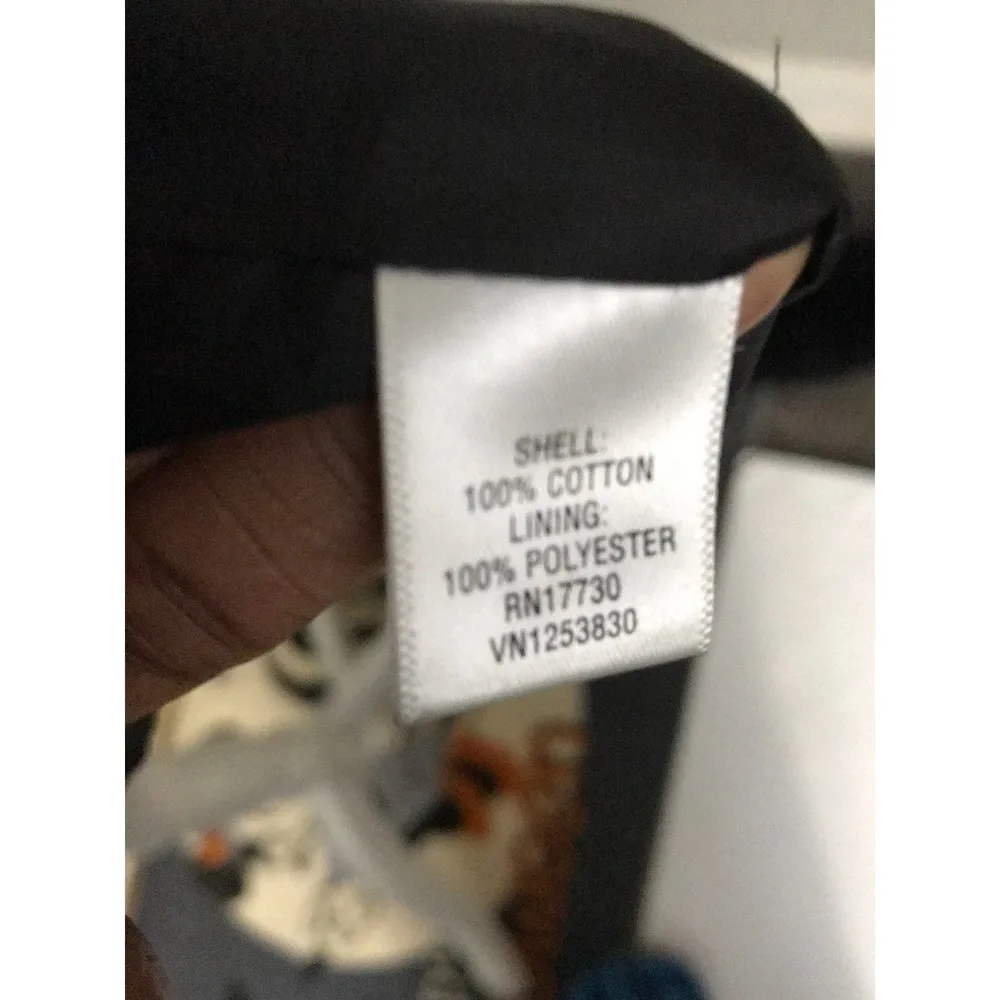 SHELL:
100% COTTON
LINING:
100% POLYESTER
RN17730
VN1253830